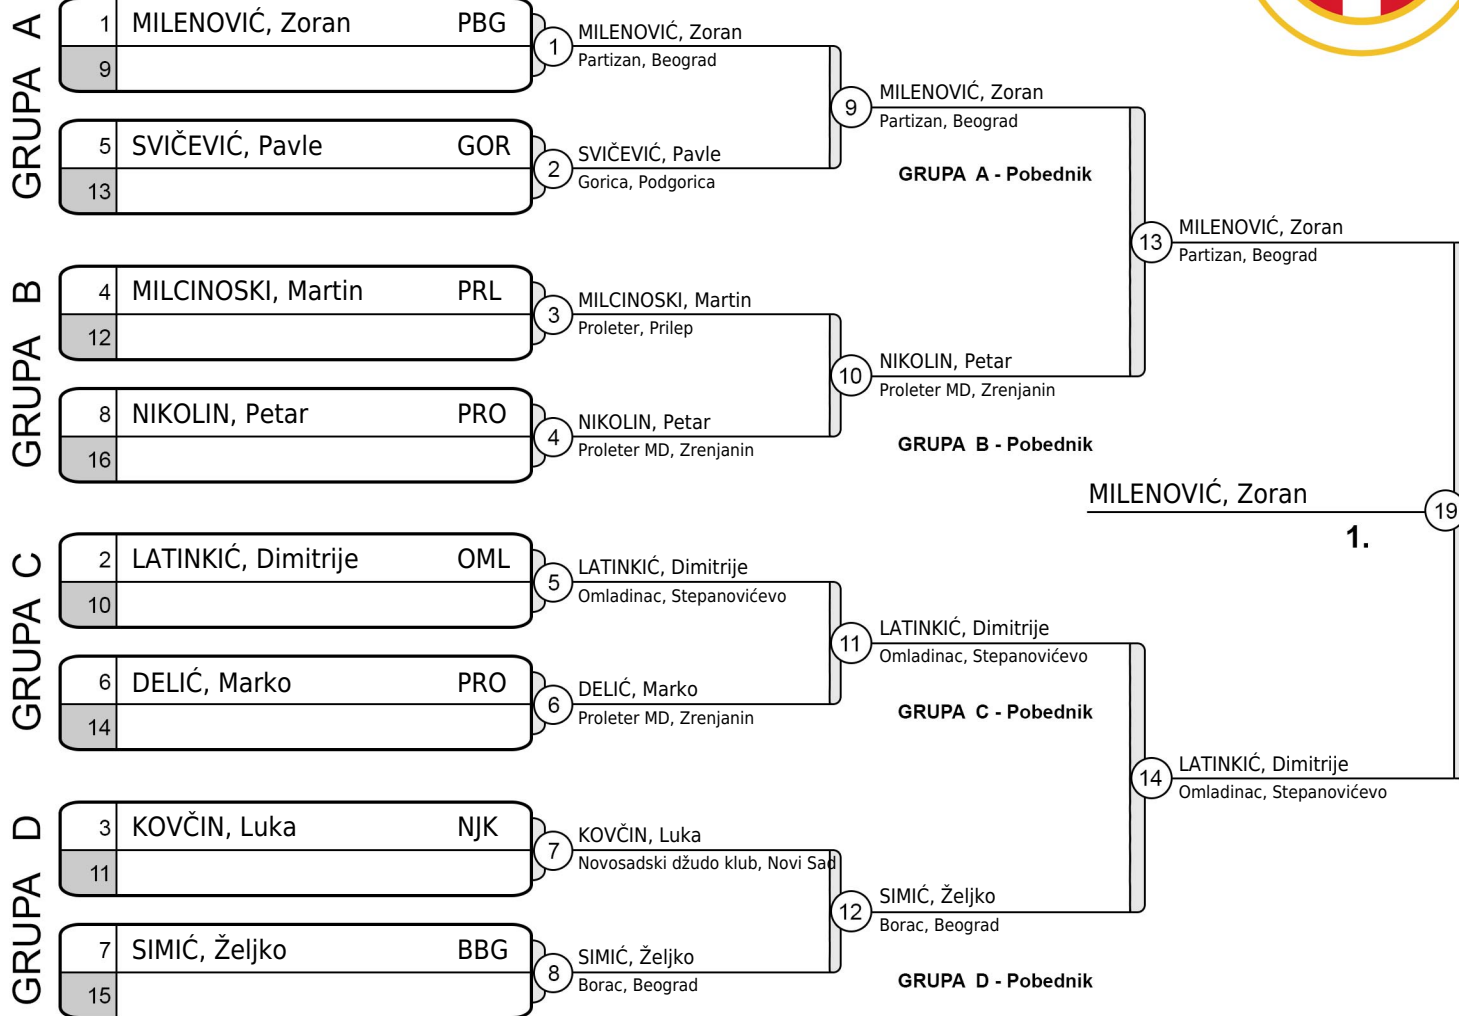 GRUPA A
1 MILENOVIĆ, Zoran PBG
9
1
MILENOVIĆ, Zoran
Partizan, Beograd
5 SVIČEVIĆ, Pavle GOR
13
2
SVIČEVIĆ, Pavle
Gorica, Podgorica
9
MILENOVIĆ, Zoran
Partizan, Beograd
GRUPA A - Pobednik
GRUPA B
4 MILCINOSKI, Martin PRL
12
3
MILCINOSKI, Martin
Proleter, Prilep
8 NIKOLIN, Petar PRO
16
4
NIKOLIN, Petar
Proleter MD, Zrenjanin
10
NIKOLIN, Petar
Proleter MD, Zrenjanin
GRUPA B - Pobednik
13
MILENOVIĆ, Zoran
Partizan, Beograd
MILENOVIĆ, Zoran
19
1.
GRUPA C
2 LATINKIĆ, Dimitrije OML
10
5
LATINKIĆ, Dimitrije
Omladinac, Stepanovićevo
6 DELIĆ, Marko PRO
14
6
DELIĆ, Marko
Proleter MD, Zrenjanin
11
LATINKIĆ, Dimitrije
Omladinac, Stepanovićevo
GRUPA C - Pobednik
GRUPA D
3 KOVČIN, Luka NJK
11
7
KOVČIN, Luka
Novosadski džudo klub, Novi Sad
7 SIMIĆ, Željko BBG
15
8
SIMIĆ, Željko
Borac, Beograd
12
SIMIĆ, Željko
Borac, Beograd
GRUPA D - Pobednik
14
LATINKIĆ, Dimitrije
Omladinac, Stepanovićevo